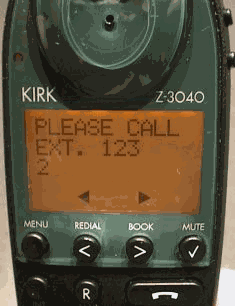 KIRK Z-3040
PLEASE CALL
EXT. 123
2
MENU REDIAL BOOK MUTE
< > ✓
R